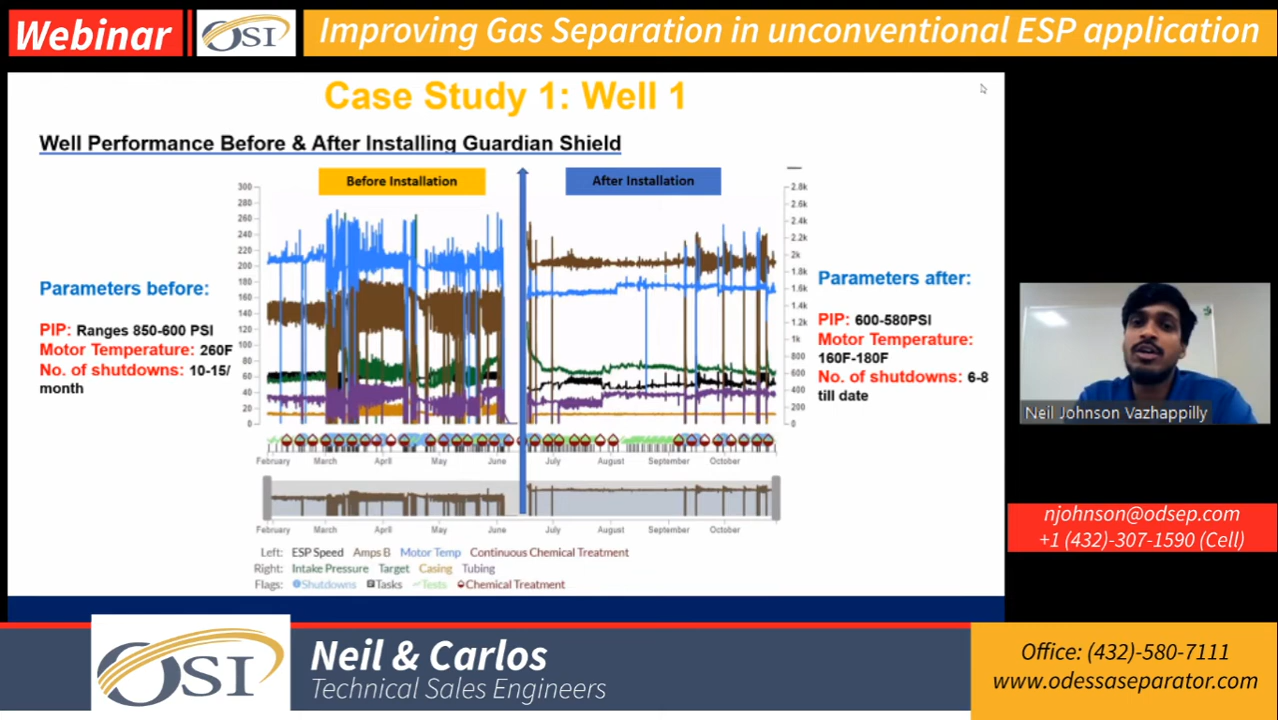 Webinar
OSI
Improving Gas Separation in unconventional ESP application
Case Study 1: Well 1
Well Performance Before & After Installing Guardian Shield
Before Installation
After Installation
300
280
260
240
220
200
180
160
140
120
100
80
60
40
20
0
2.8k
2.6k
2.4k
2.2k
2k
1.8k
1.6k
1.4k
1.2k
1k
800
600
400
200
0
Parameters before:
PIP: Ranges 850-600 PSI
Motor Temperature: 260F
No. of shutdowns: 10-15/
month
Parameters after:
PIP: 600-580PSI
Motor Temperature:
160F-180F
No. of shutdowns: 6-8
till date
February March April May June July August September October
February March April May June July August September October
Left: ESP Speed Amps B Motor Temp Continuous Chemical Treatment
Right: Intake Pressure Target Casing Tubing
Flags: Shutdowns Tasks Tests Chemical Treatment
Neil Johnson Vazhappilly
njohnson@odsep.com
+1 (432)-307-1590 (Cell)
OSI
Neil & Carlos
Technical Sales Engineers
Office: (432)-580-7111
www.odessaseparator.com